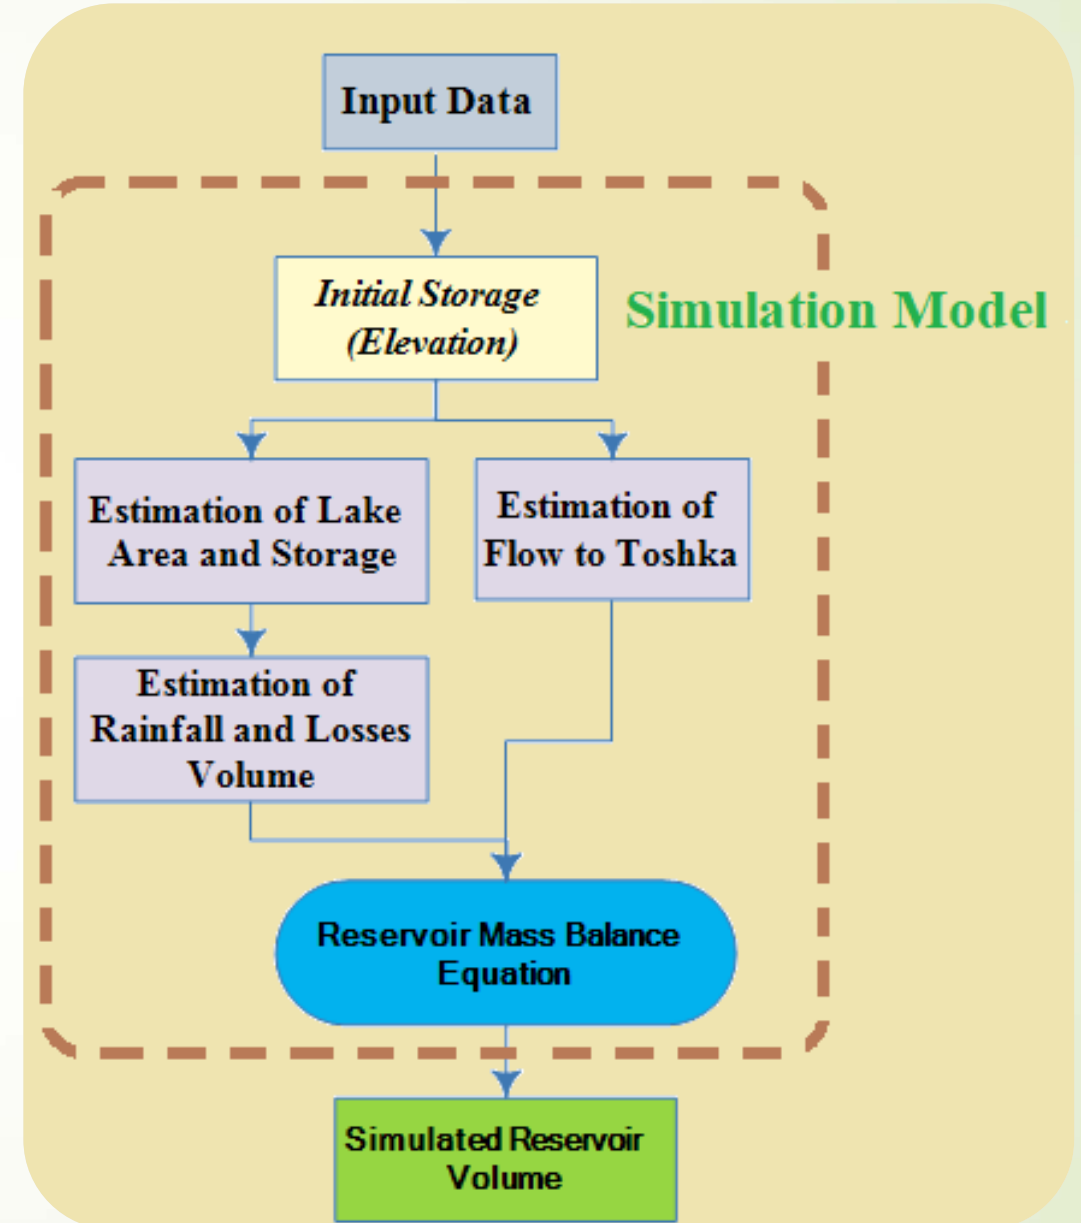 Input Data
Initial Storage
(Elevation)
Simulation Model
Estimation of Lake
Area and Storage
Estimation of
Flow to Toshka
Estimation of
Rainfall and Losses
Volume
Reservoir Mass Balance
Equation
Simulated Reservoir
Volume